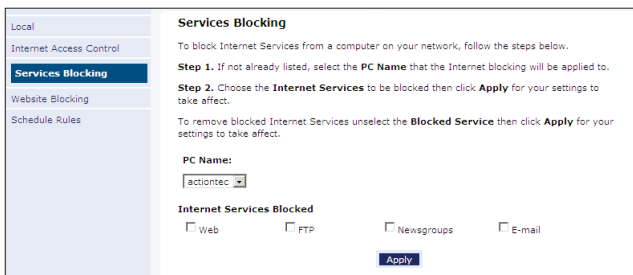 Local
Internet Access Control
Services Blocking
Website Blocking
Schedule Rules
Services Blocking
To block Internet Services from a computer on your network, follow the steps below.
Step 1. If not already listed, select the PC Name that the Internet blocking will be applied to.
Step 2. Choose the Internet Services to be blocked then click Apply for your settings to
take affect.
To remove blocked Internet Services unselect the Blocked Service then click Apply for your
settings to take affect.
PC Name:
actiontec
Internet Services Blocked
Web FTP Newsgroups E-mail
Apply